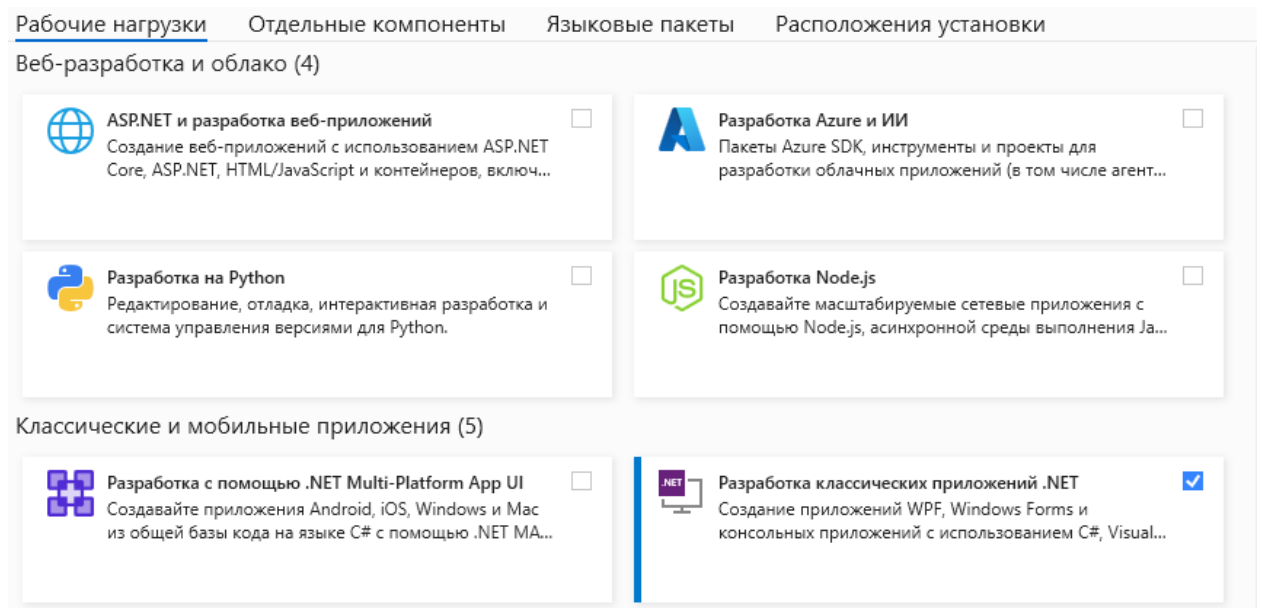 Рабочие нагрузки Отдельные компоненты Языковые пакеты Расположения установки
Веб-разработка и облако (4)
ASP.NET и разработка веб-приложений
Создание веб-приложений с использованием ASP.NET
Core, ASP.NET, HTML/JavaScript и контейнеров, включ...
Разработка Azure и ИИ
Пакеты Azure SDK, инструменты и проекты для
разработки облачных приложений (в том числе агент...
Разработка на Python
Редактирование, отладка, интерактивная разработка и
система управления версиями для Python.
JS
Разработка Node.js
Создавайте масштабируемые сетевые приложения с
помощью Node.js, асинхронной среды выполнения Ja...
Классические и мобильные приложения (5)
Разработка с помощью .NET Multi-Platform App UI
Создавайте приложения Android, iOS, Windows и Mac
из общей базы кода на языке C# с помощью .NET MA...
.NET
Разработка классических приложений .NET
Создание приложений WPF, Windows Forms и
консольных приложений с использованием C#, Visual...